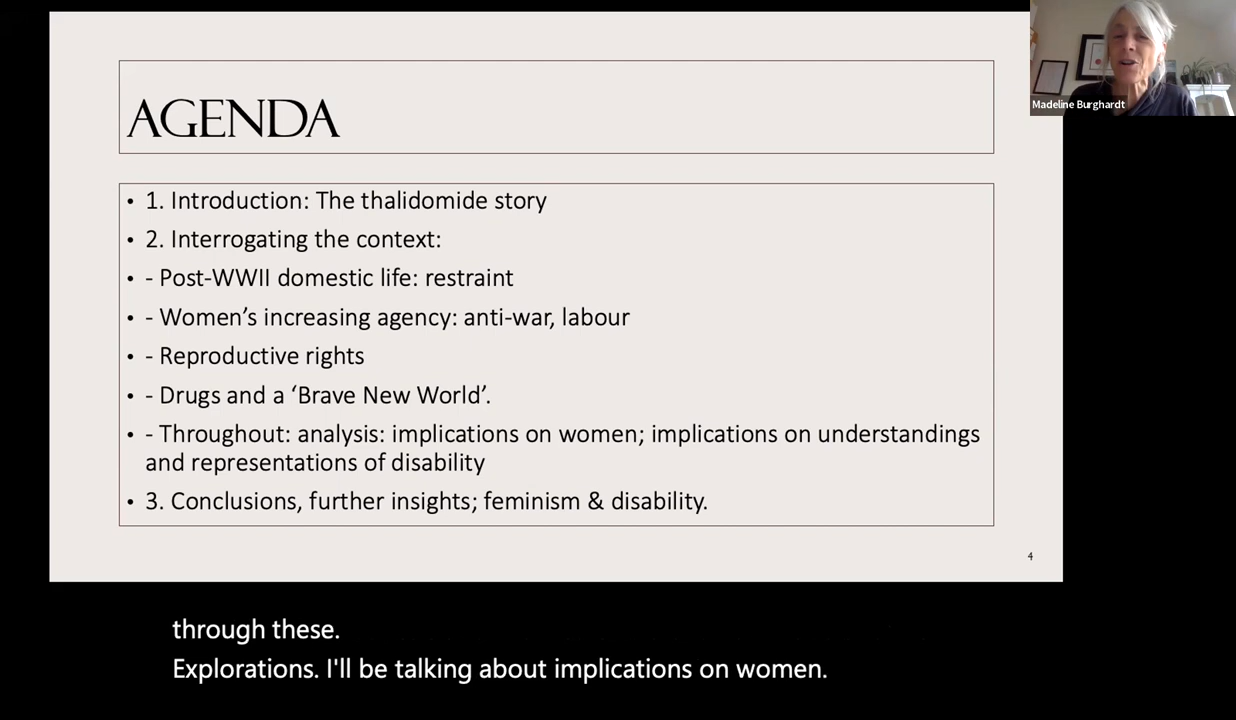 AGENDA
Madeline Burghardt
• 1. Introduction: The thalidomide story
• 2. Interrogating the context:
• - Post-WWII domestic life: restraint
• - Women’s increasing agency: anti-war, labour
• - Reproductive rights
• - Drugs and a ‘Brave New World’.
• - Throughout: analysis: implications on women; implications on understandings
and representations of disability
• 3. Conclusions, further insights; feminism & disability.
4
through these.
Explorations. I'll be talking about implications on women.